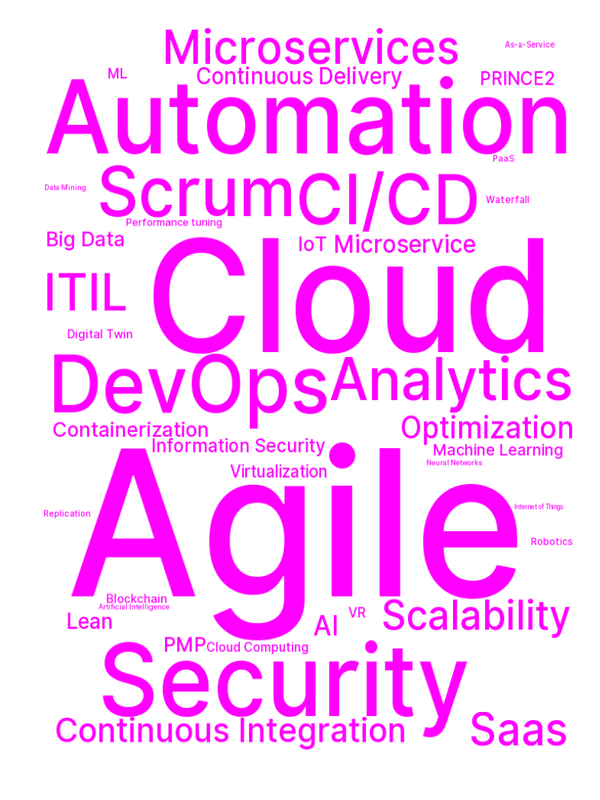 Microservices
As-a-Service
ML
Continuous Delivery
PRINCE2
Automation
PaaS
Data Mining
Scrum
CI/CD
Waterfall
Performance tuning
Big Data
IoT
Microservice
Cloud
ITIL
Digital Twin
DevOps
Analytics
Containerization
Optimization
Information Security
Machine Learning
Neural Networks
Virtualization
Agile
Replication
Internet of Things
Robotics
Blockchain
Artificial Intelligence
Lean
AI
VR
Scalability
PMP
Cloud Computing
Security
Continuous Integration
Saas